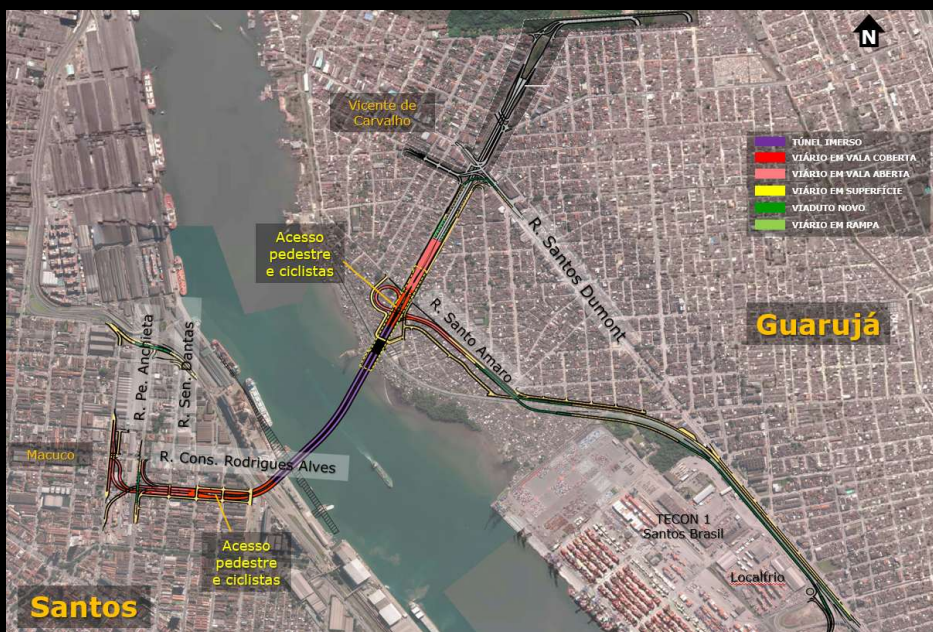 N
Vicente de
Carvalho
TÚNEL IMERSO
VIÁRIO EM VALA COBERTA
VIÁRIO EM VALA ABERTA
VIÁRIO EM SUPERFÍCIE
VIADUTO NOVO
VIÁRIO EM RAMPA
Acesso
pedestre
e ciclistas
R. Santos Dumont
Guarujá
R. Santo Amaro
R. Pe. Anchieta
R. Sen. Dantas
Macuco
R. Cons. Rodrigues Alves
Acesso
pedestre
e ciclistas
TECON 1
Santos Brasil
Localfrio
Santos